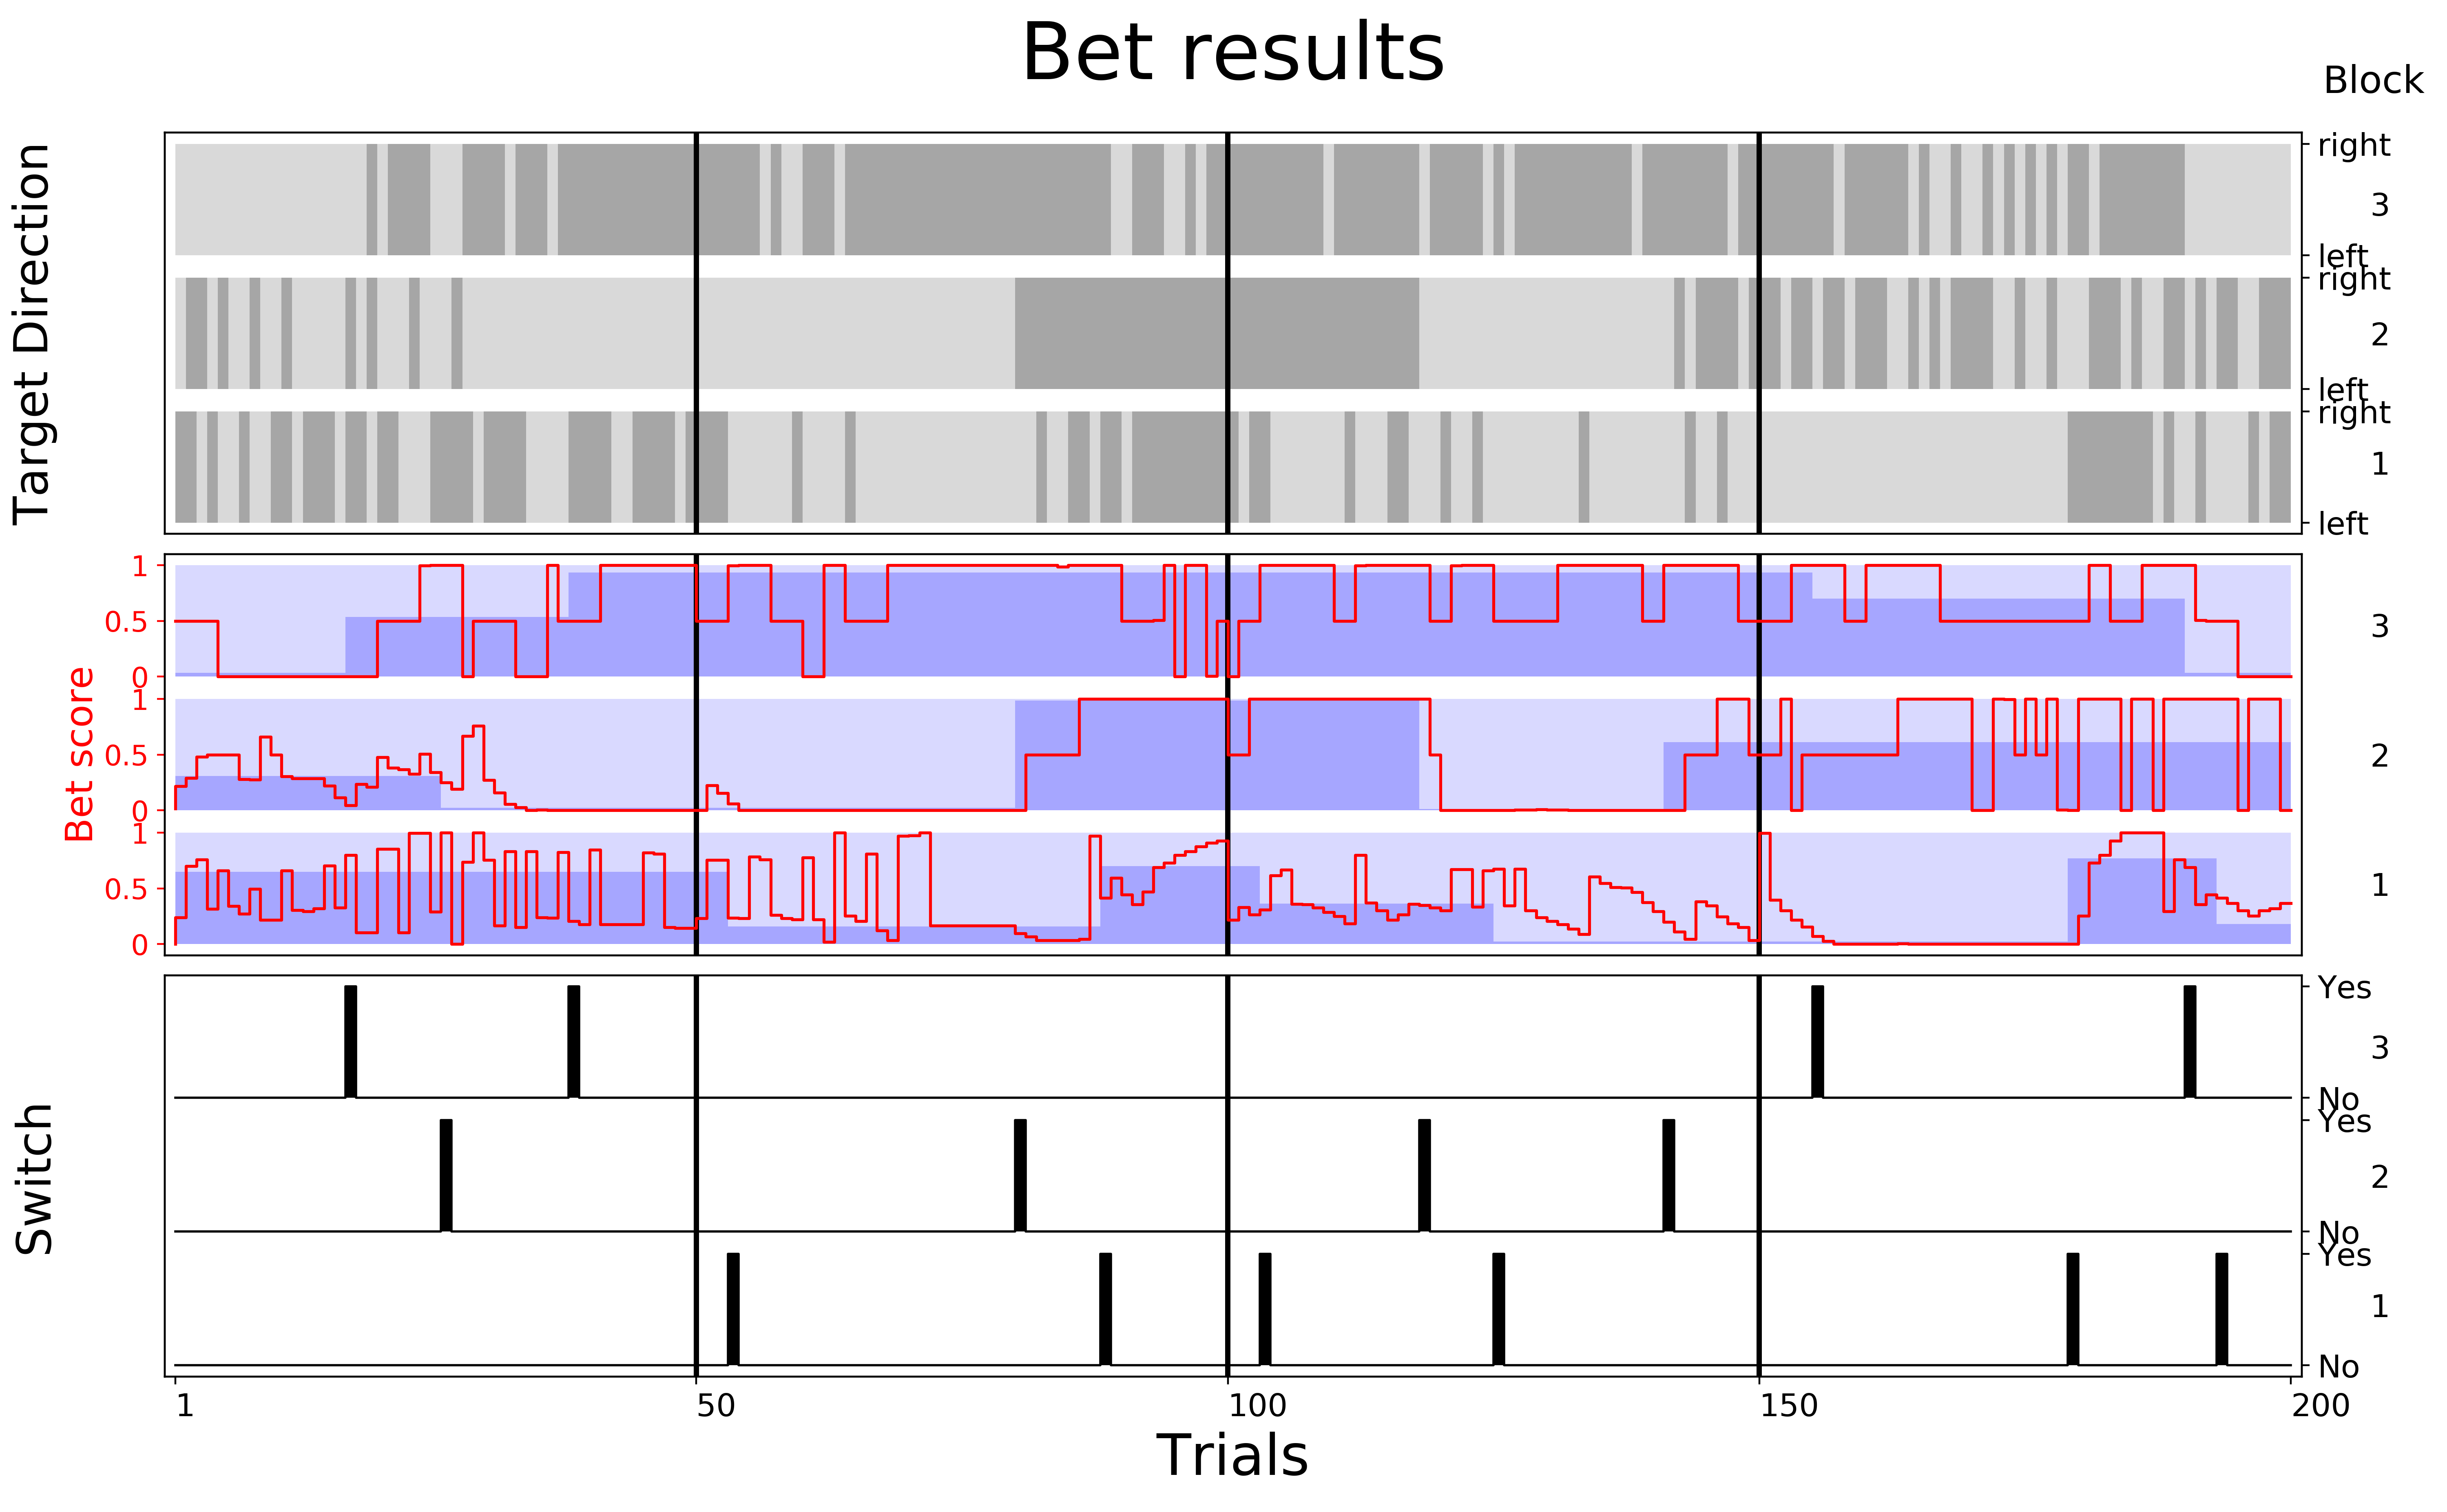 Bet results
Block
Target Direction
right
3
left
right
2
left
right
1
left
Bet score
1
0.5
0
3
1
0.5
0
2
1
0.5
0
1
Switch
Yes
3
No
Yes
2
No
Yes
1
No
1 50 100 150 200
Trials